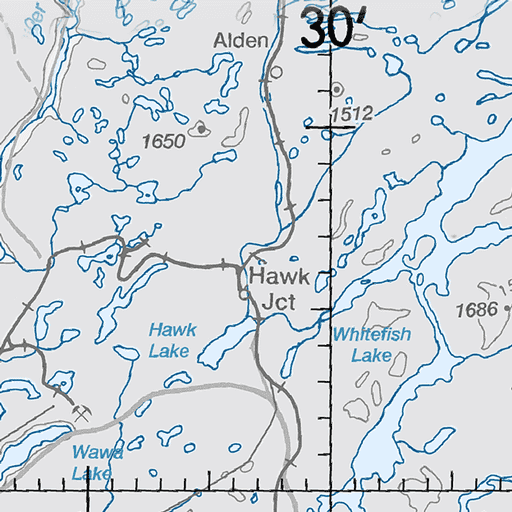 Alden
30'
1512
1650
Hawk
Jct
Hawk
Lake
Whitefish
Lake
1686
Wawa
Lake